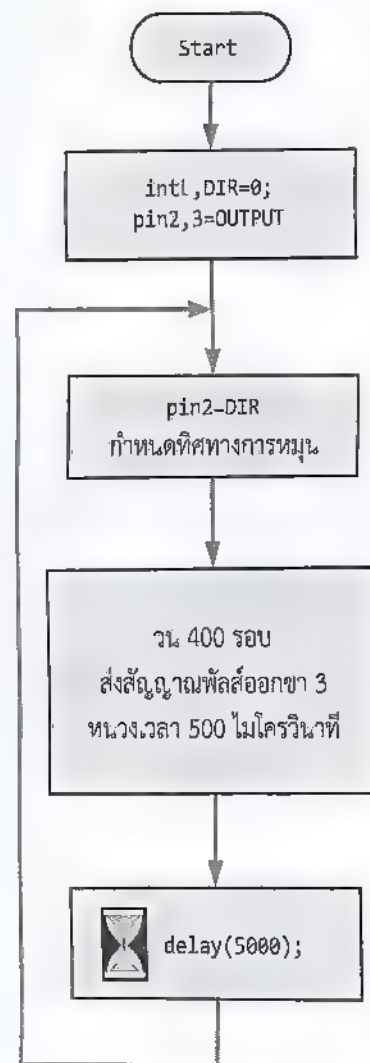 Start
inti,DIR=0;
pin2,3=OUTPUT
pin2-DIR
กำหนดทิศทางการหมุน
วน 400 รอบ
ส่งสัญญาณพัลส์ออกขา 3
หน่วงเวลา 500 ไมโครวินาที
delay(5000);